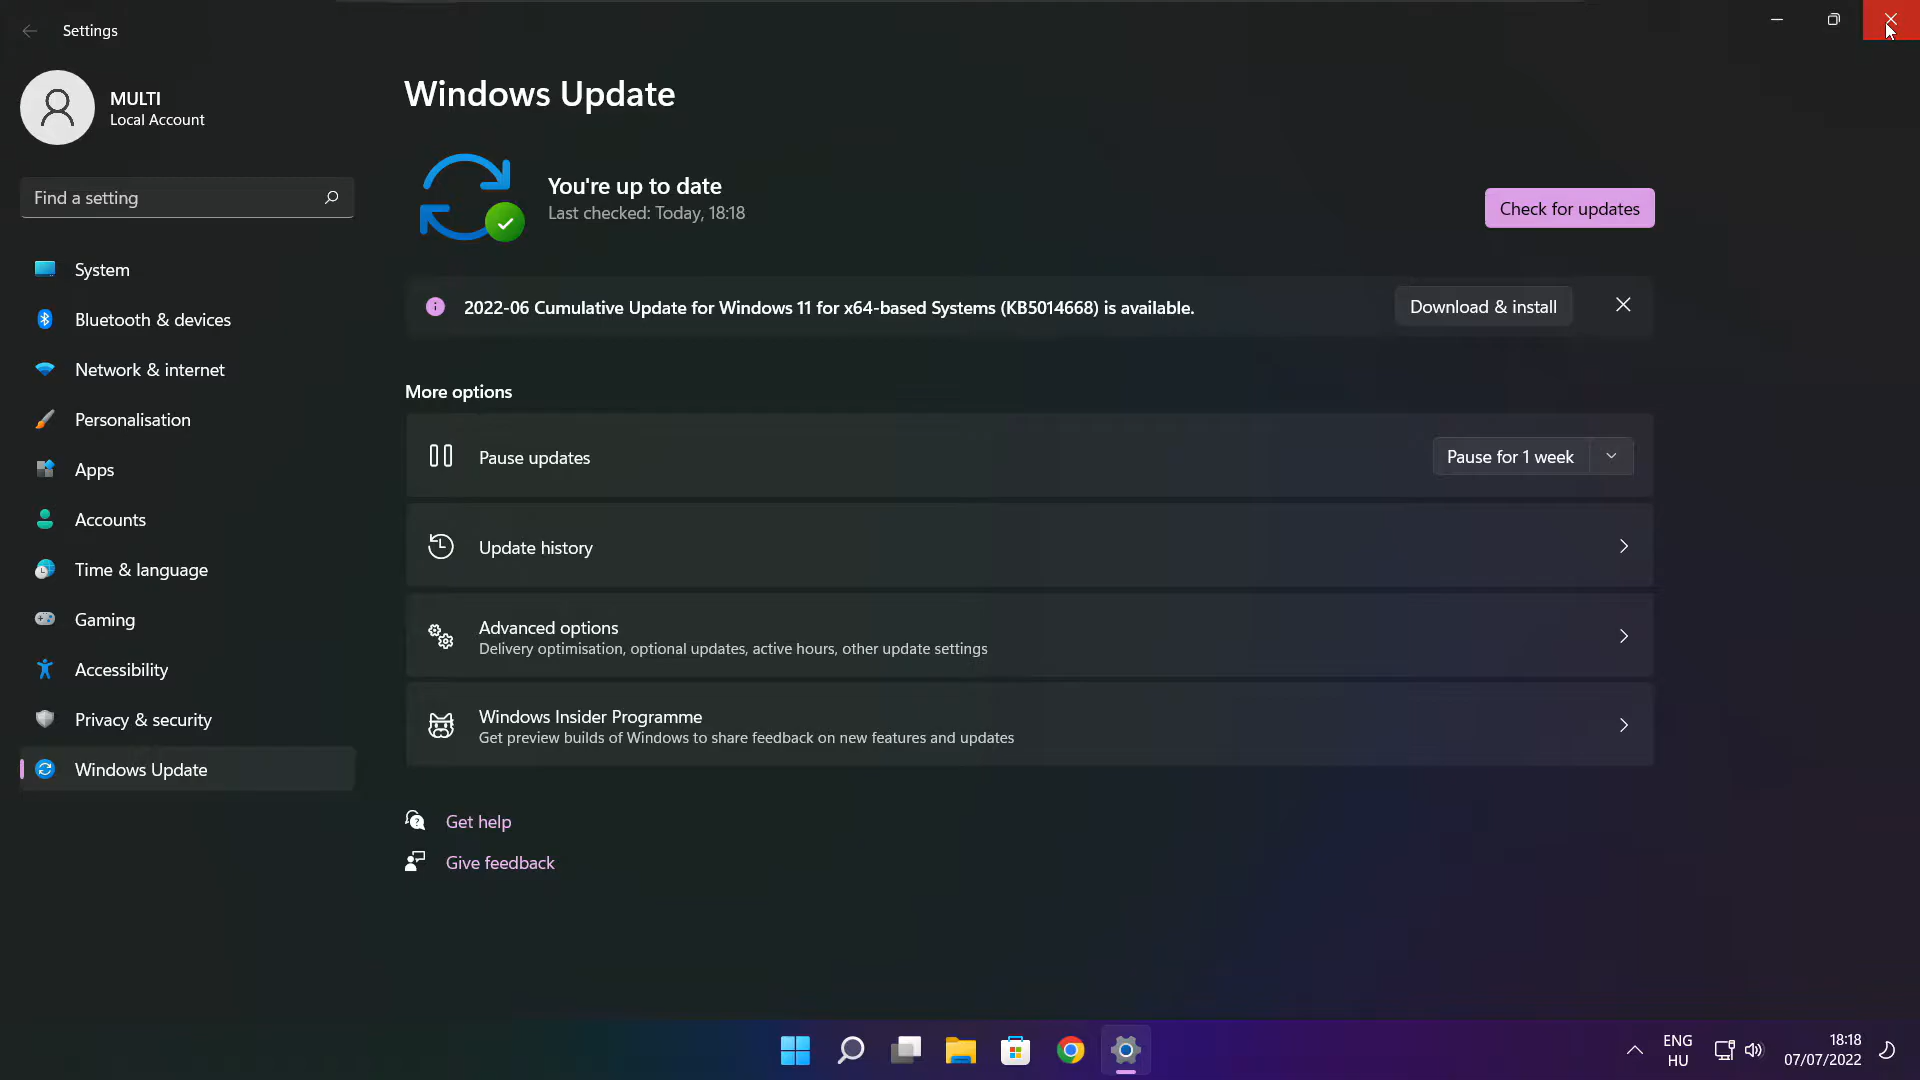 Settings
MULTI
Local Account
Find a setting
System
Bluetooth & devices
Network & internet
Personalisation
Apps
Accounts
Time & language
Gaming
Accessibility
Privacy & security
Windows Update
Windows Update
You're up to date
Last checked: Today, 18:18
Check for updates
2022-06 Cumulative Update for Windows 11 for x64-based Systems (KB5014668) is available.
Download & install
More options
Pause updates
Pause for 1 week
Update history
Advanced options
Delivery optimisation, optional updates, active hours, other update settings
Windows Insider Programme
Get preview builds of Windows to share feedback on new features and updates
Get help
Give feedback
ENG
HU
18:18
07/07/2022